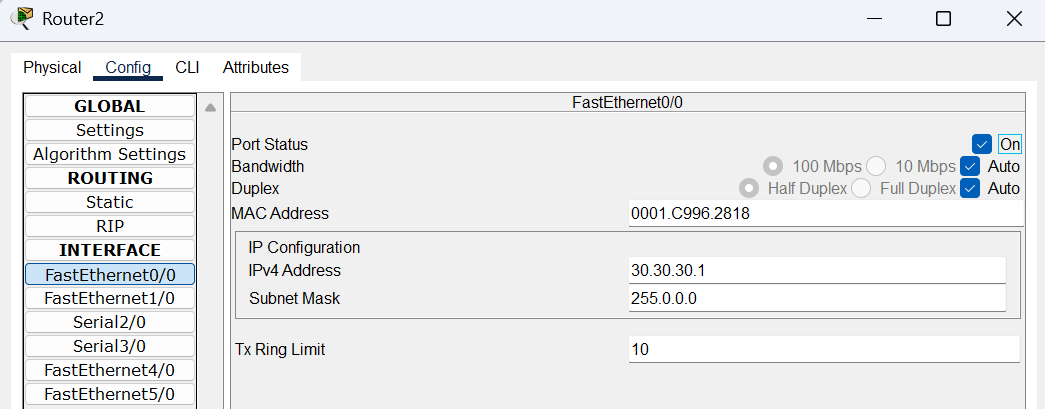 Router2
Physical Config CLI Attributes
GLOBAL
Settings
Algorithm Settings
ROUTING
Static
RIP
INTERFACE
FastEthernet0/0
FastEthernet1/0
Serial2/0
Serial3/0
FastEthernet4/0
FastEthernet5/0
FastEthernet0/0
Port Status On
Bandwidth 100 Mbps 10 Mbps Auto
Duplex Half Duplex Full Duplex Auto
MAC Address 0001.C996.2818
IP Configuration
IPv4 Address 30.30.30.1
Subnet Mask 255.0.0.0
Tx Ring Limit 10